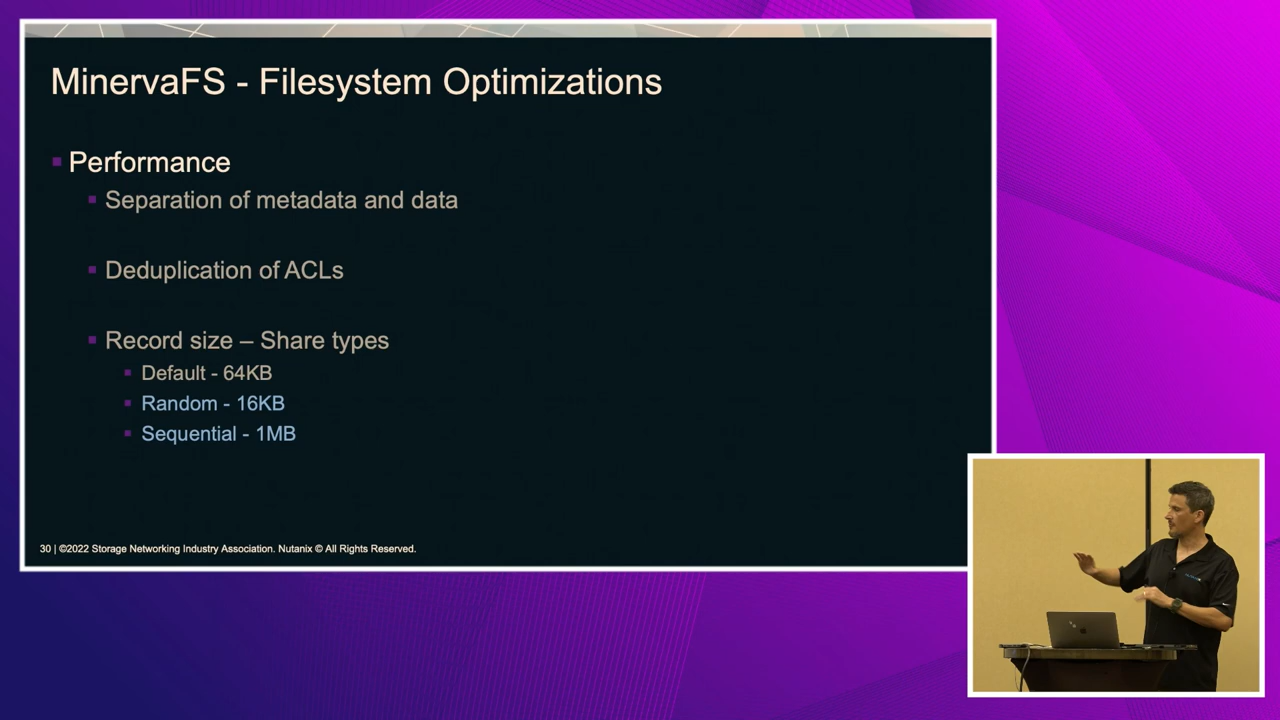 MinervaFS - Filesystem Optimizations
Performance
Separation of metadata and data
Deduplication of ACLs
Record size – Share types
Default - 64KB
Random - 16KB
Sequential - 1MB
30 | ©2022 Storage Networking Industry Association. Nutanix © All Rights Reserved.